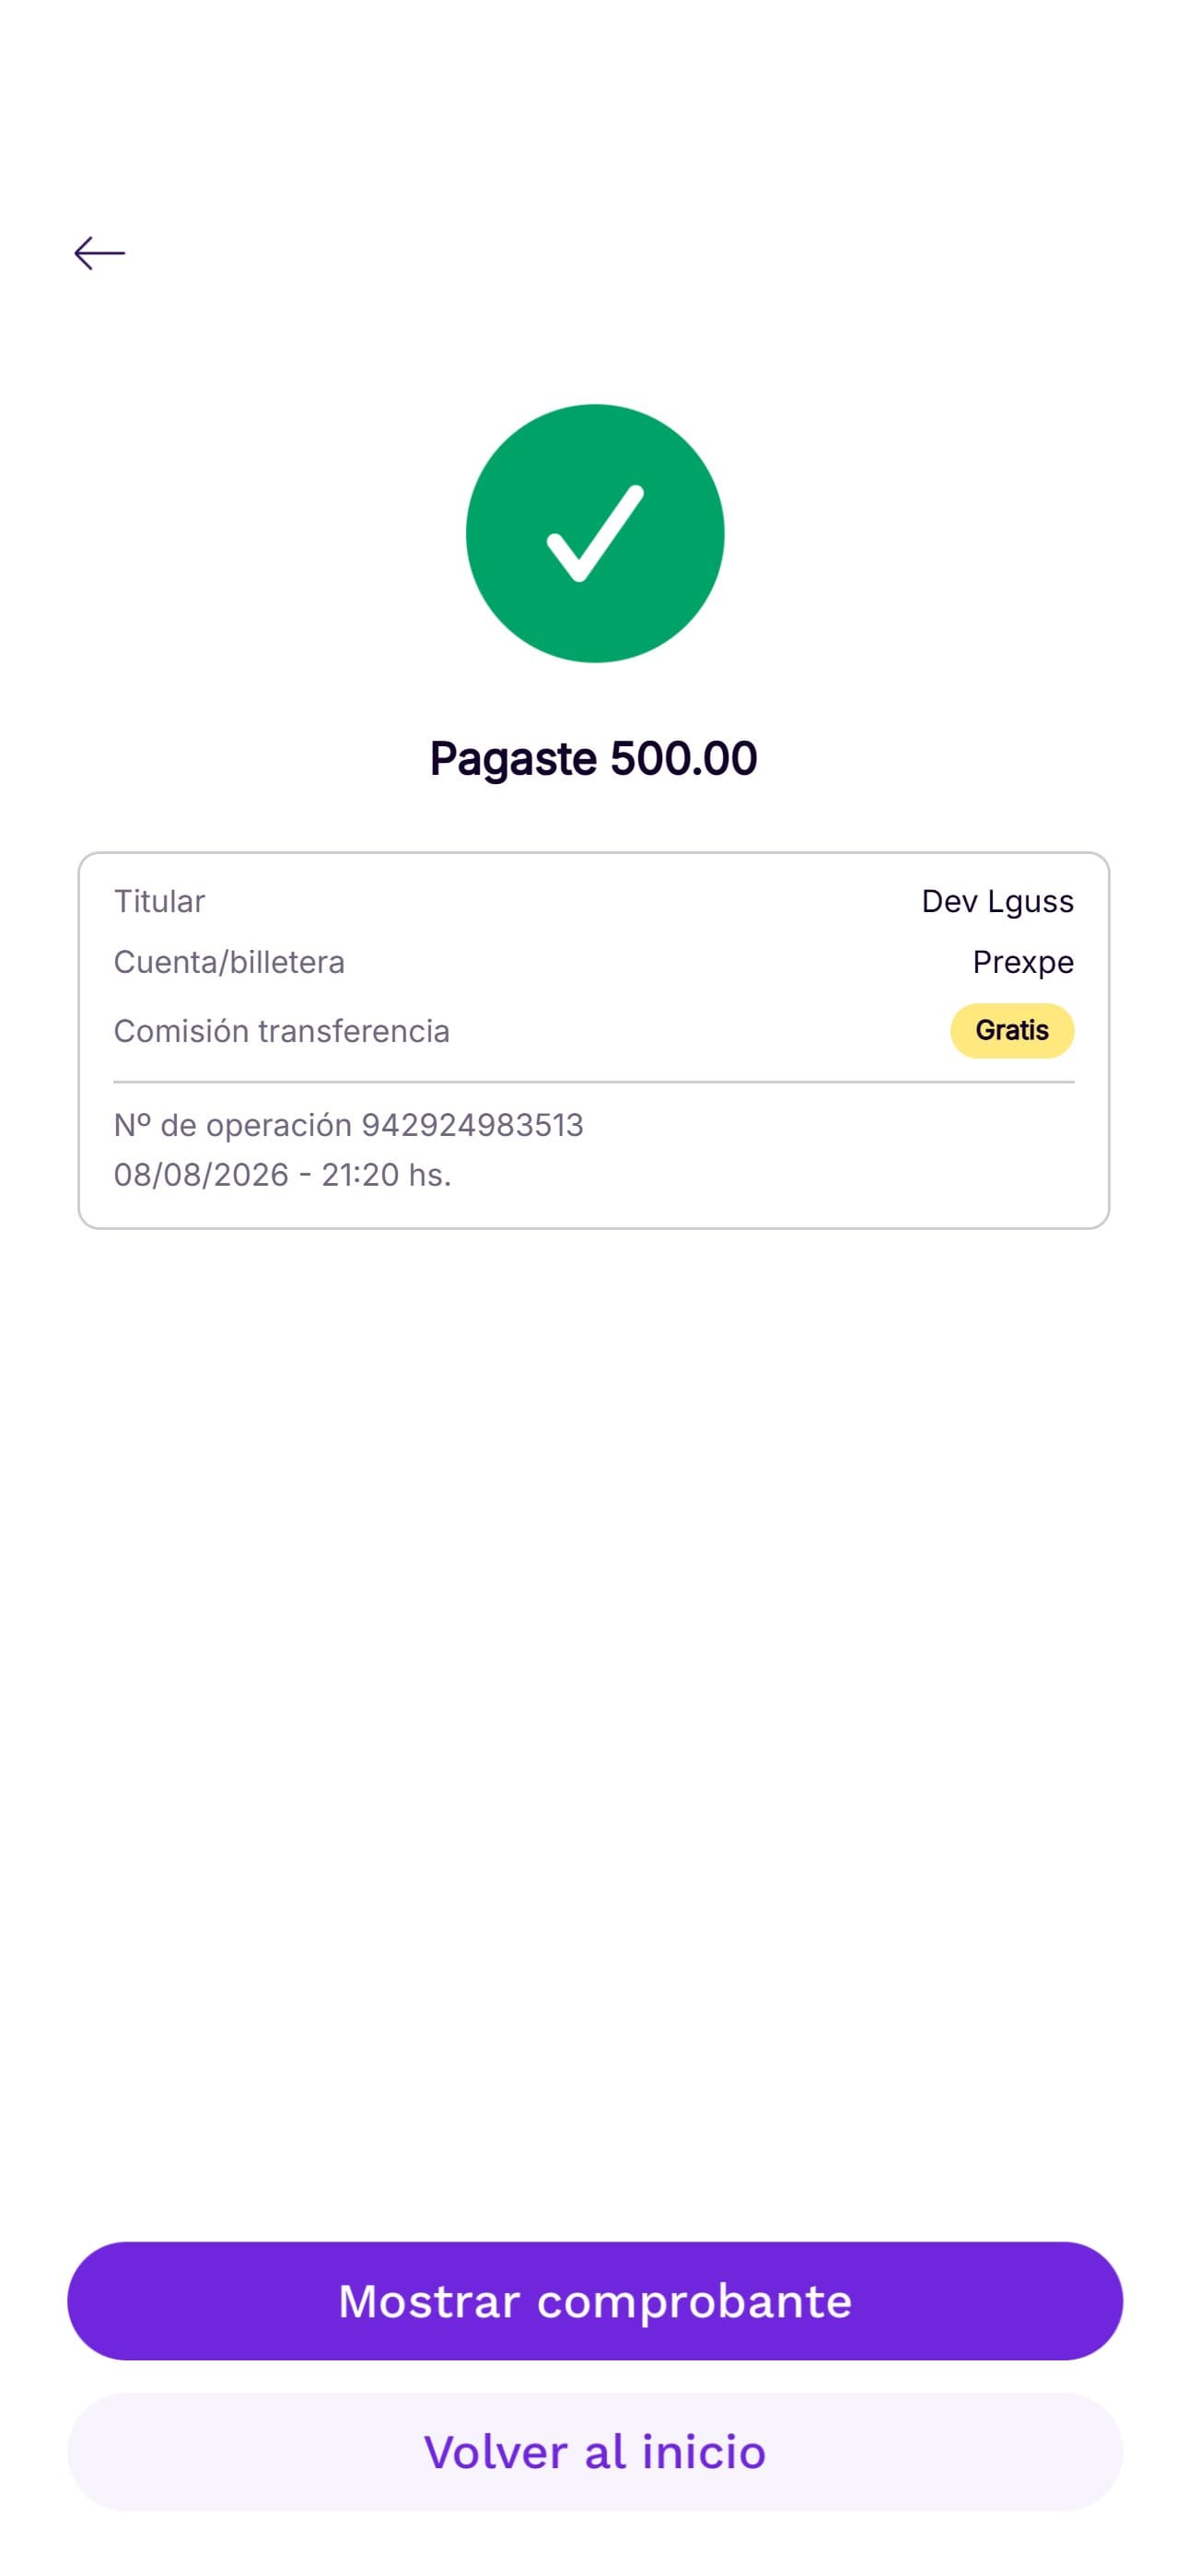 Pagaste 500.00
Titular Dev Lguss
Cuenta/billetera Prexpe
Comisión transferencia Gratis
Nº de operación 942924983513
08/08/2026 - 21:20 hs.
Mostrar comprobante
Volver al inicio